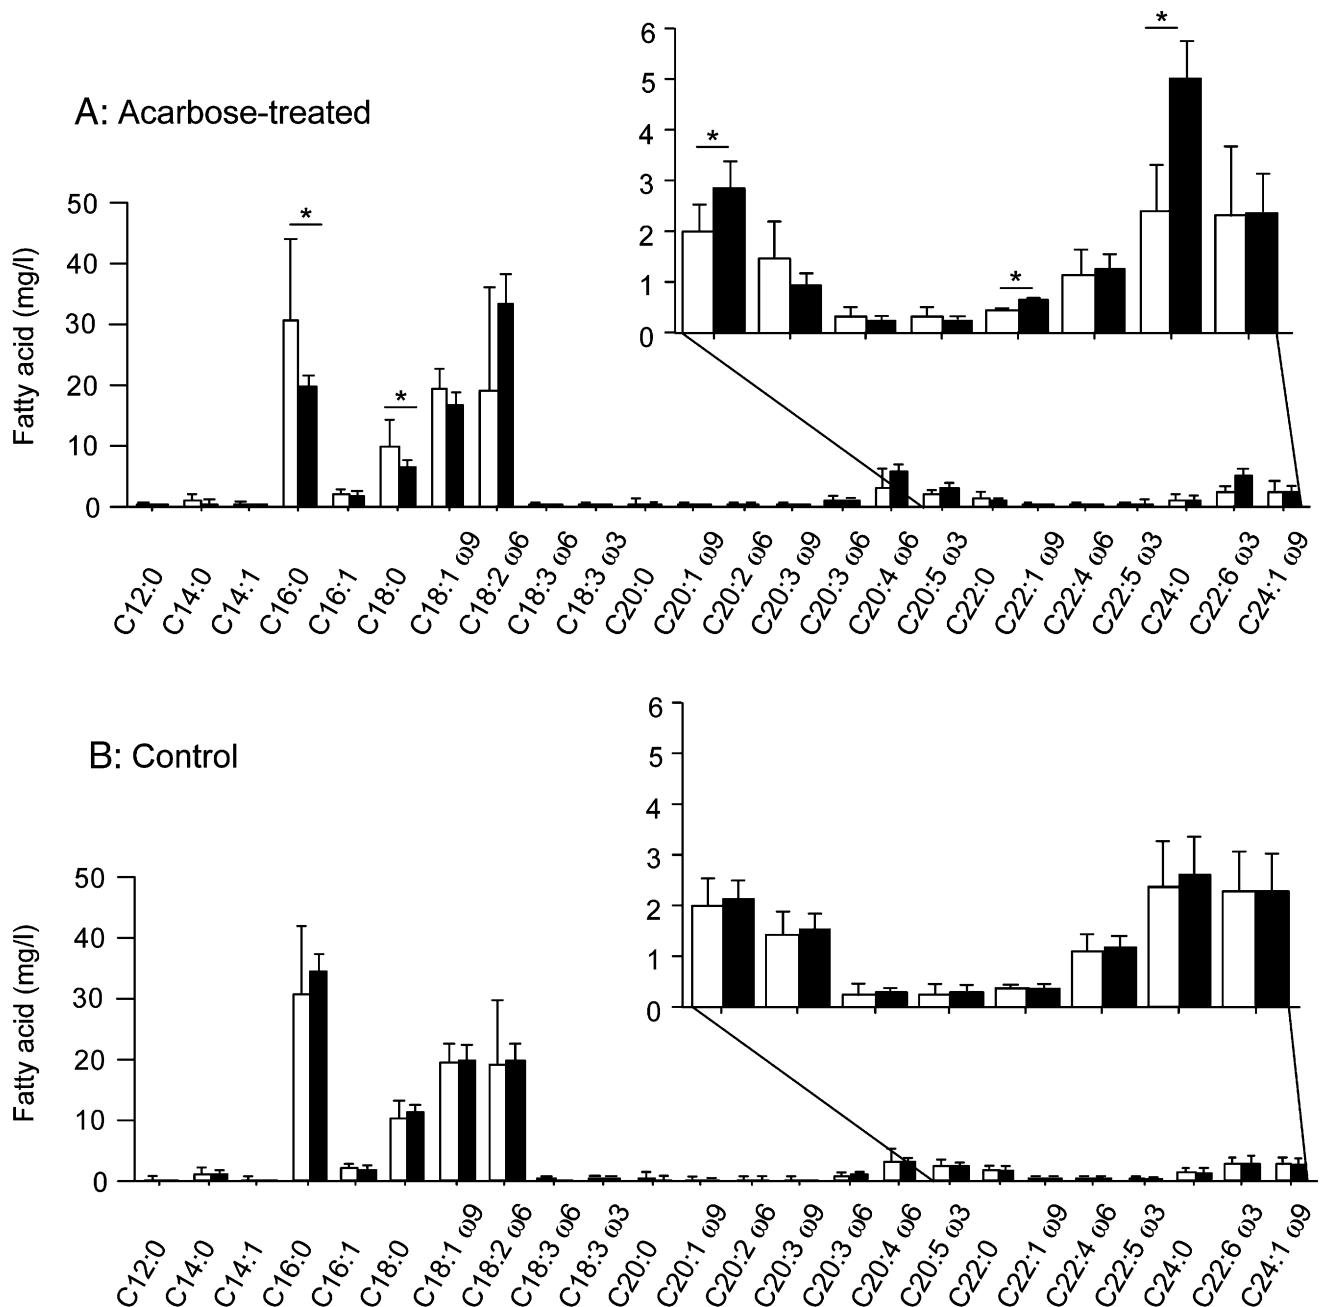 A: Acarbose-treated
Fatty acid (mg/l)
50
40
30
20
10
0
*
*
6
5
4
3
2
1
0
*
*
*
C12:0
C14:0
C14:1
C16:0
C16:1
C18:0
C18:1 ω9
C18:2 ω6
C18:3 ω6
C18:3 ω3
C20:0
C20:1 ω9
C20:2 ω6
C20:3 ω9
C20:3 ω6
C20:4 ω6
C20:5 ω3
C22:0
C22:1 ω9
C22:4 ω6
C22:5 ω3
C24:0
C22:6 ω3
C24:1 ω9
B: Control
Fatty acid (mg/l)
50
40
30
20
10
0
6
5
4
3
2
1
0
C12:0
C14:0
C14:1
C16:0
C16:1
C18:0
C18:1 ω9
C18:2 ω6
C18:3 ω6
C18:3 ω3
C20:0
C20:1 ω9
C20:2 ω6
C20:3 ω9
C20:3 ω6
C20:4 ω6
C20:5 ω3
C22:0
C22:1 ω9
C22:4 ω6
C22:5 ω3
C24:0
C22:6 ω3
C24:1 ω9